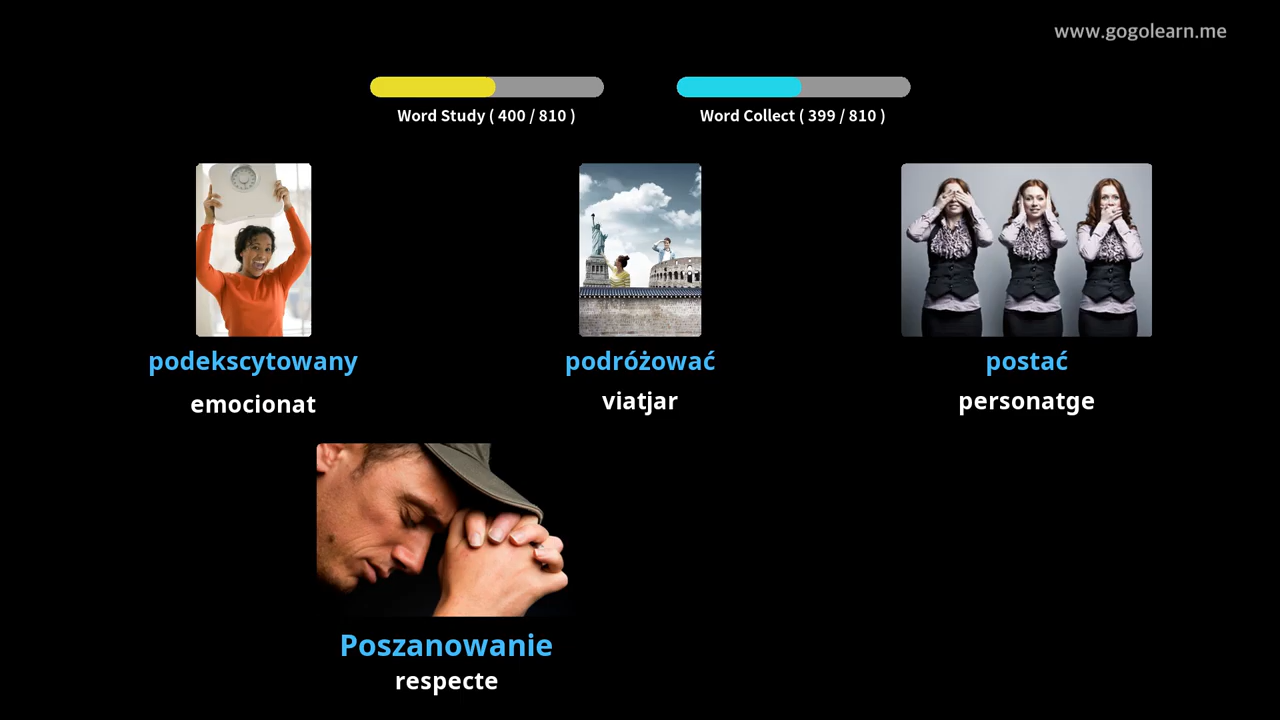 www.gogolearn.me
Word Study ( 400 / 810 )
Word Collect ( 399 / 810 )
podekscytowany
podróżować
postać
emocionat
viatjar
personatge
Poszanowanie
respecte